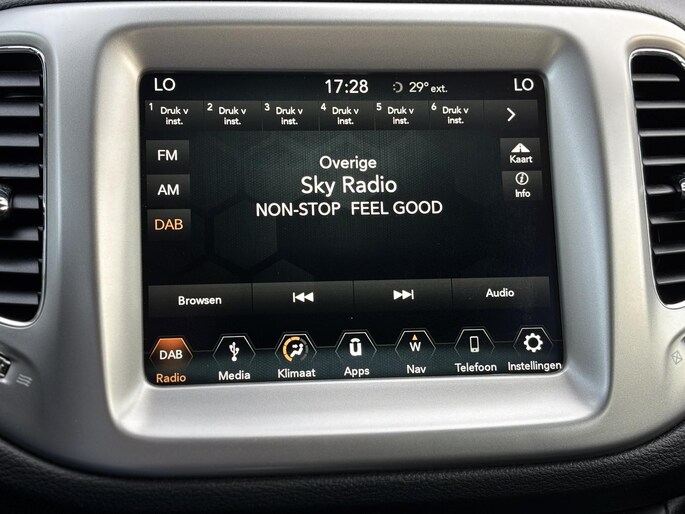 LO 17:28 29° ext. LO
1 Druk v inst. 2 Druk v inst. 3 Druk v inst. 4 Druk v inst. 5 Druk v inst. 6 Druk v inst.
FM
AM
DAB
Overige
Sky Radio
NON-STOP FEEL GOOD
Kaart
i
Info
Browsen Audio
DAB W
Radio Media Klimaat Apps Nav Telefoon Instellingen